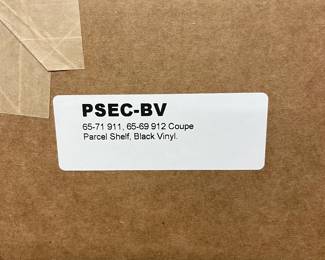 PSEC-BV
65-71 911, 65-69 912 Coupe
Parcel Shelf, Black Vinyl.